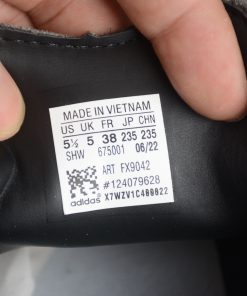 MADE IN VIETNAM
US UK FR JP CHN
5½ 5 38 235 235
SHW 675001 06/22
ART FX9042
#124079628
adidas X7WZV1C400022